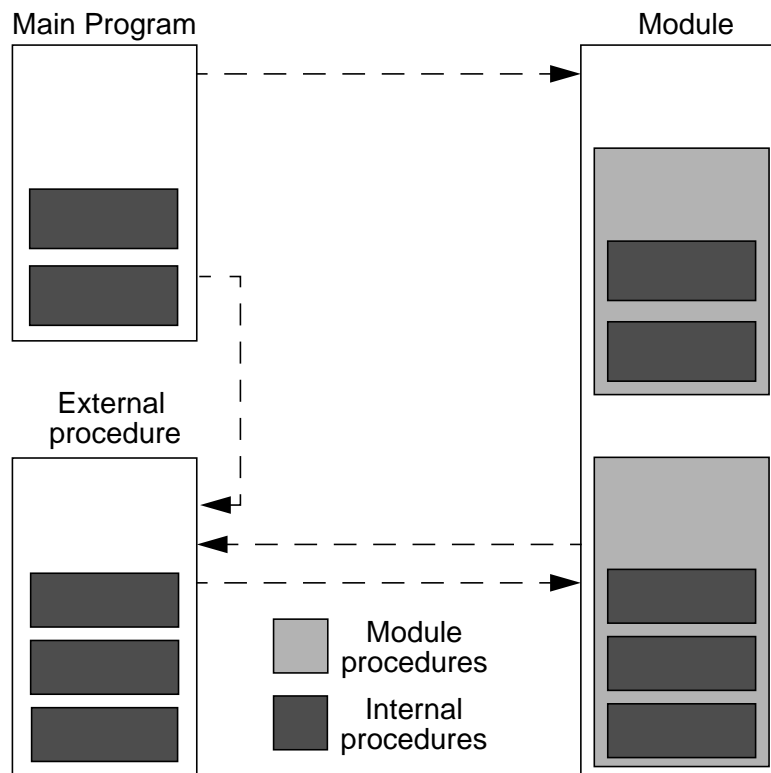 Main Program
Module
External
procedure
Module
procedures
Internal
procedures